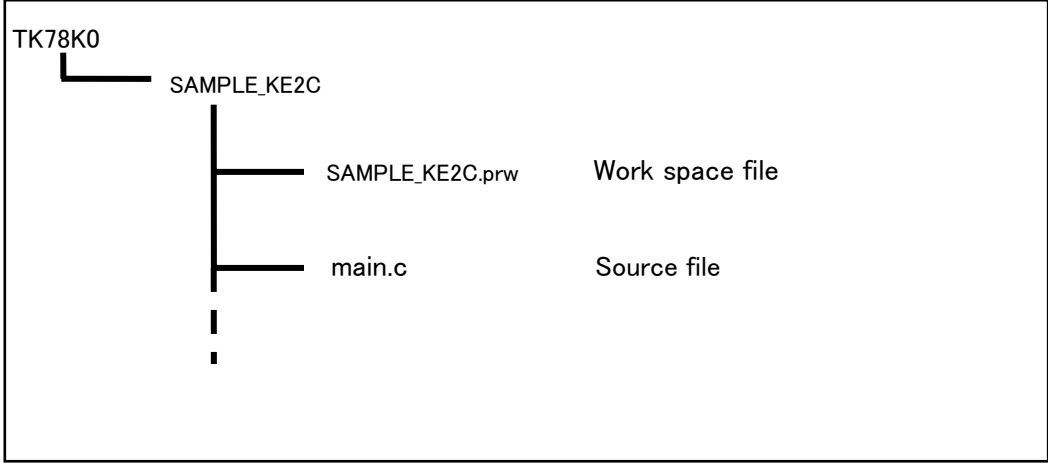 TK78K0
SAMPLE_KE2C
SAMPLE_KE2C.prw Work space file
main.c Source file